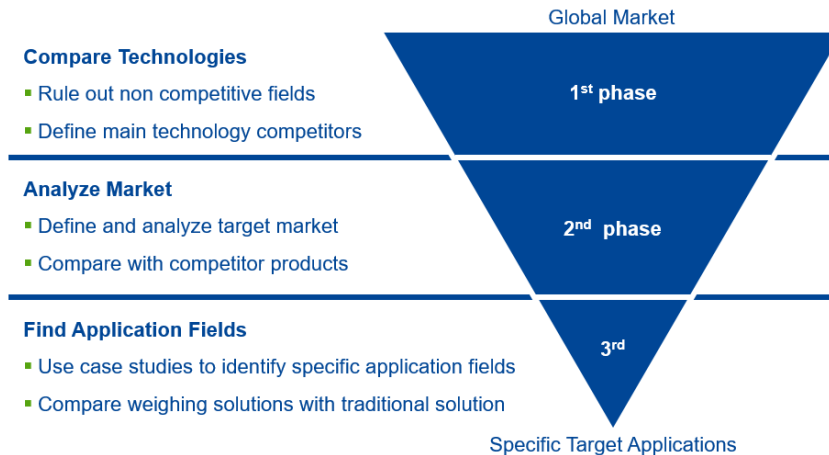 Global Market
Compare Technologies
▪ Rule out non competitive fields
▪ Define main technology competitors
1st phase
Analyze Market
▪ Define and analyze target market
▪ Compare with competitor products
2nd phase
Find Application Fields
▪ Use case studies to identify specific application fields
▪ Compare weighing solutions with traditional solution
3rd
Specific Target Applications